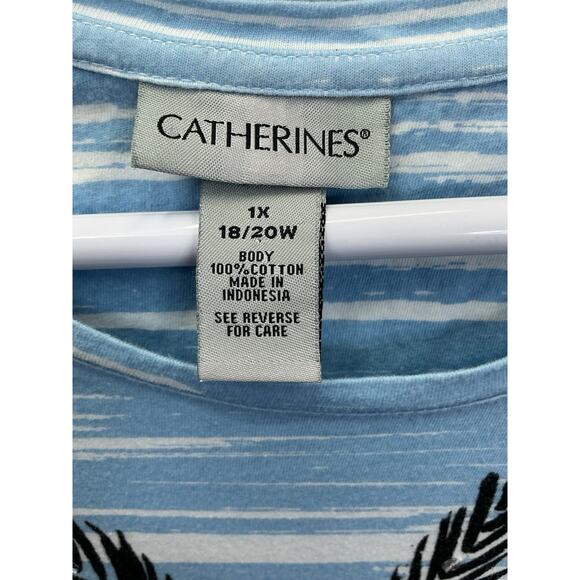 CATHERINES®
1X
18/20W
BODY
100%COTTON
MADE IN
INDONESIA
SEE REVERSE
FOR CARE